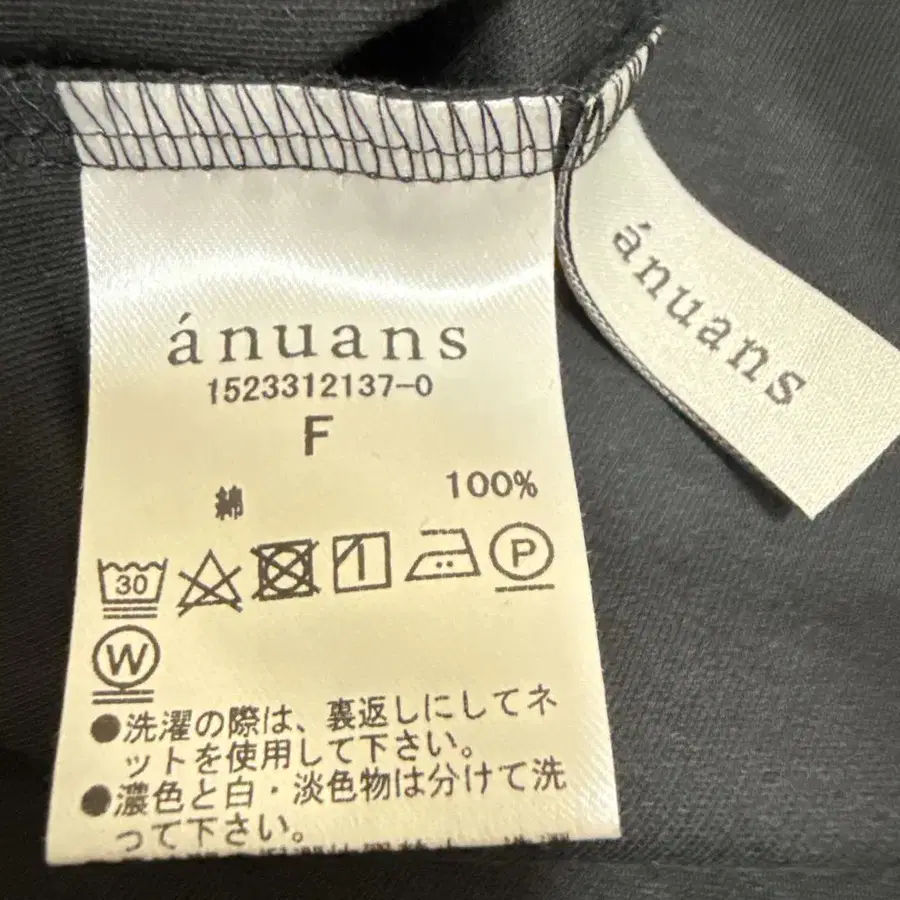 ánuans
1523312137-0
F
綿 100%
30
P
W
●洗濯の際は、裏返しにしてネ
ットを使用して下さい。
●濃色と白・淡色物は分けて洗
って下さい。
ánuans